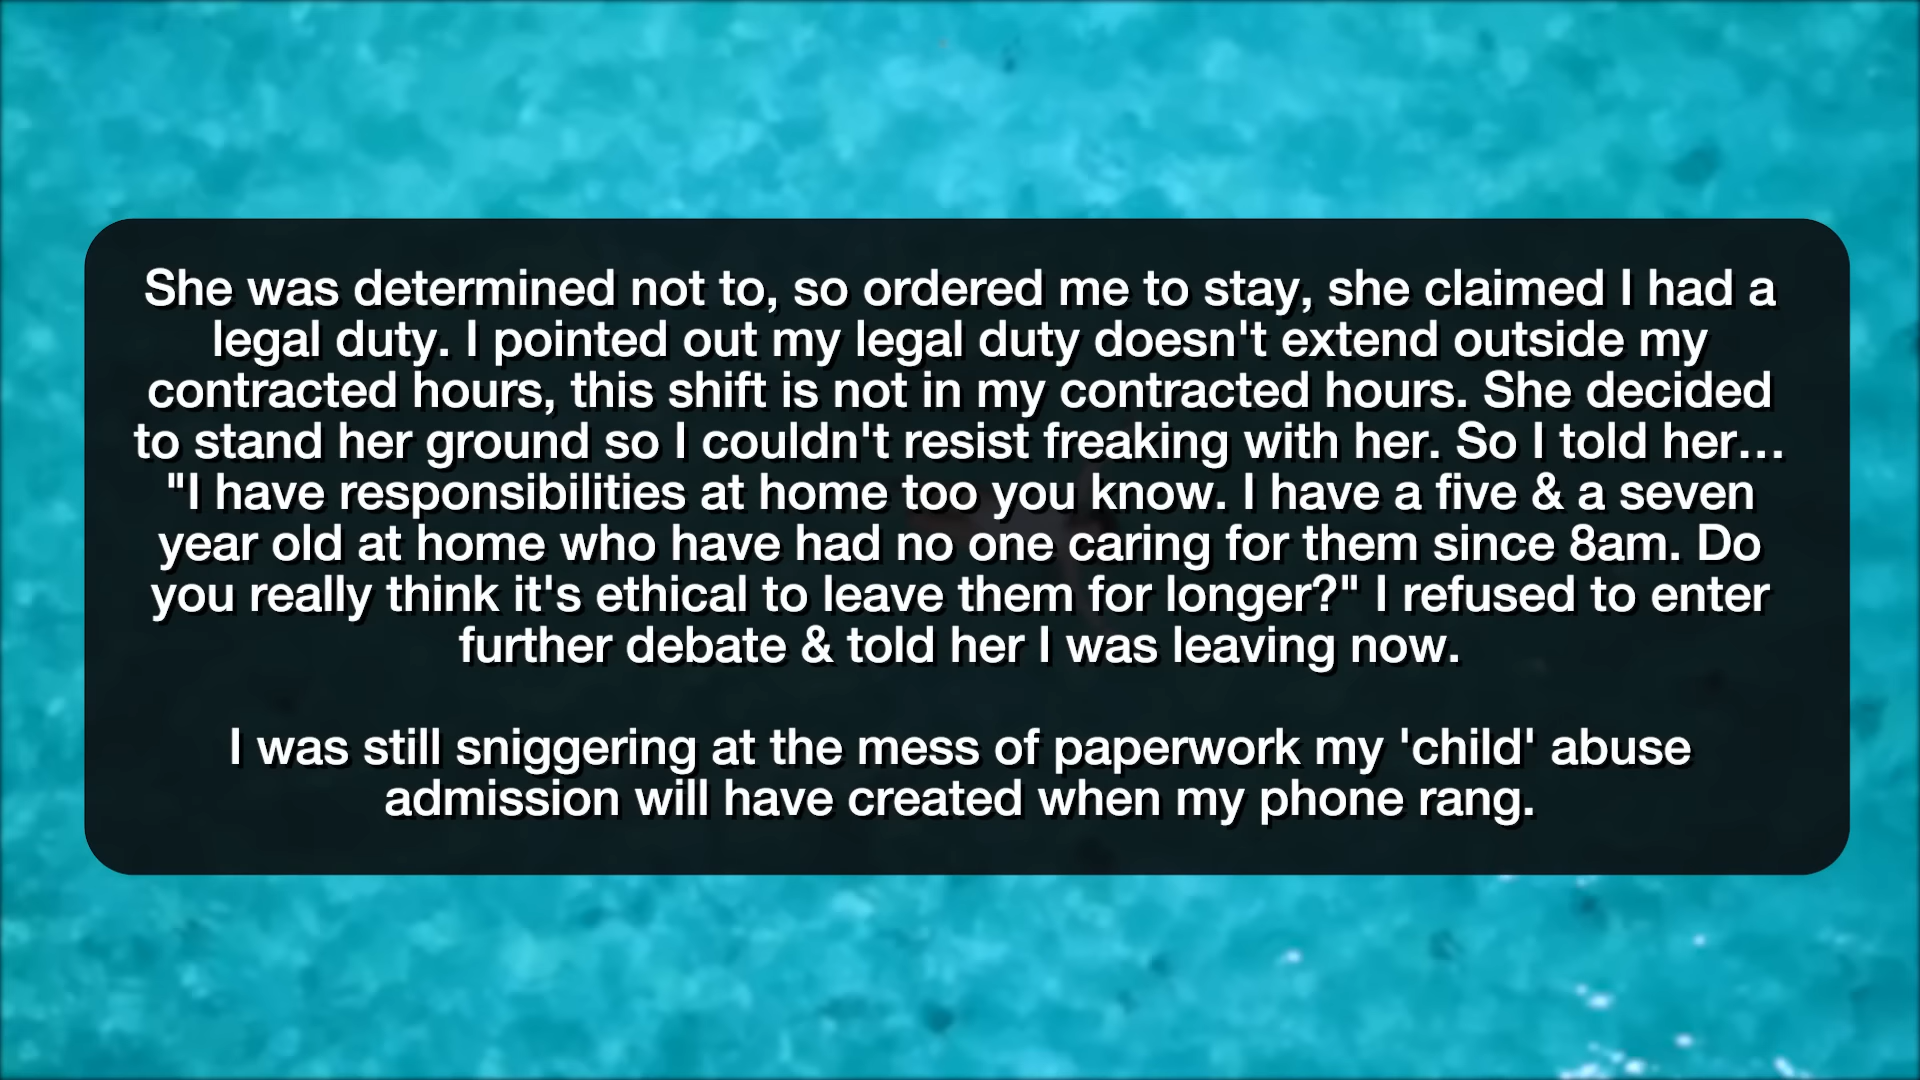 She was determined not to, so ordered me to stay, she claimed I had a
legal duty. I pointed out my legal duty doesn't extend outside my
contracted hours, this shift is not in my contracted hours. She decided
to stand her ground so I couldn't resist freaking with her. So I told her…
"I have responsibilities at home too you know. I have a five & a seven
year old at home who have had no one caring for them since 8am. Do
you really think it's ethical to leave them for longer?" I refused to enter
further debate & told her I was leaving now.
I was still sniggering at the mess of paperwork my 'child' abuse
admission will have created when my phone rang.